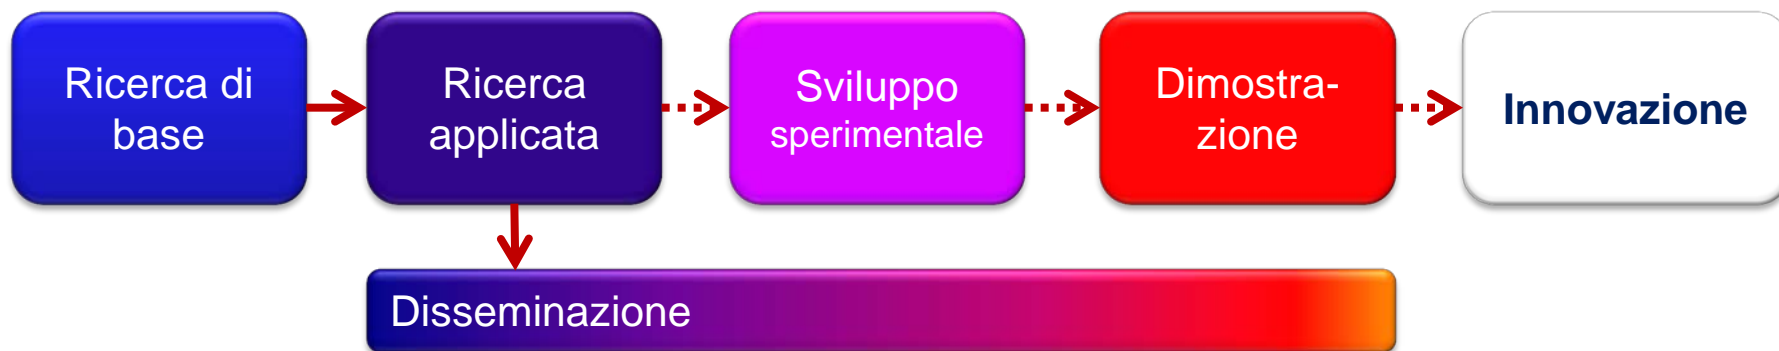 Ricerca di
base
Ricerca
applicata
Sviluppo
sperimentale
Dimostra-
zione
Innovazione
Disseminazione